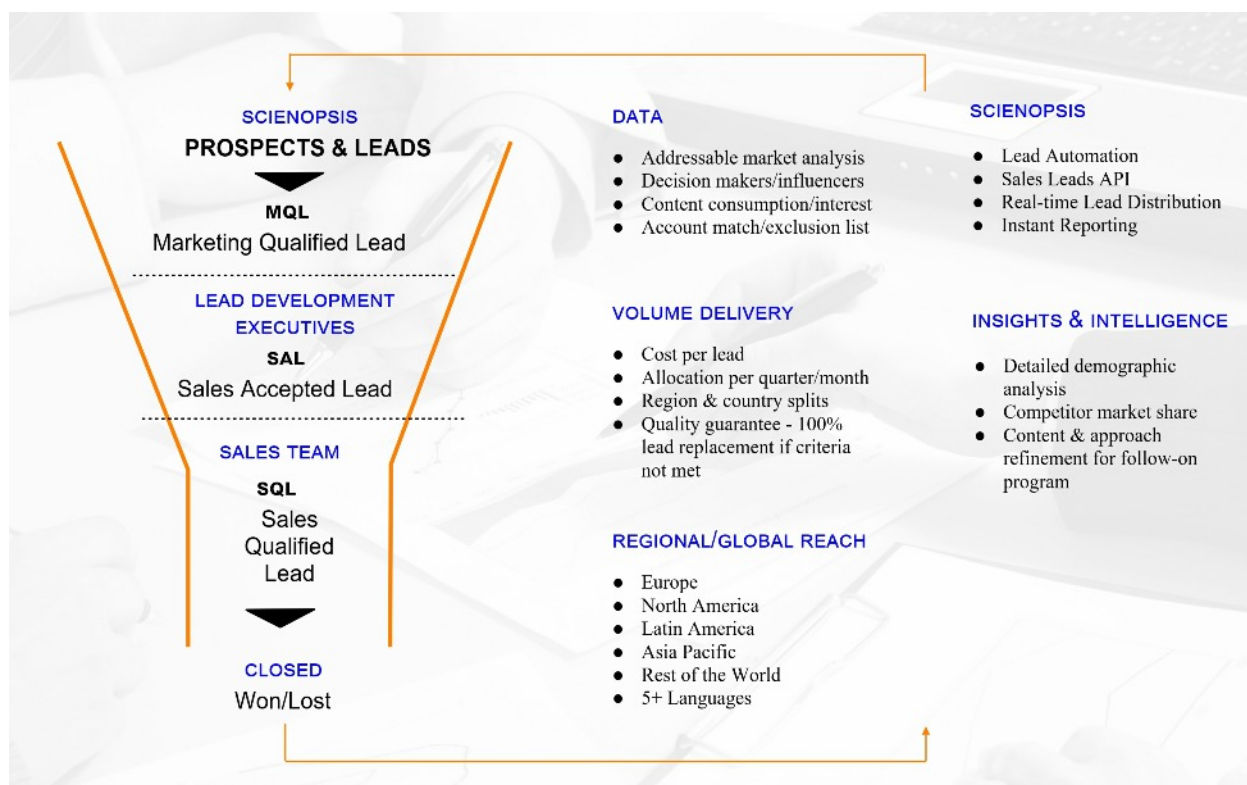 SCIENOPSIS
PROSPECTS & LEADS
MQL
Marketing Qualified Lead
LEAD DEVELOPMENT
EXECUTIVES
SAL
Sales Accepted Lead
SALES TEAM
SQL
Sales
Qualified
Lead
CLOSED
Won/Lost
DATA
● Addressable market analysis
● Decision makers/influencers
● Content consumption/interest
● Account match/exclusion list
VOLUME DELIVERY
● Cost per lead
● Allocation per quarter/month
● Region & country splits
● Quality guarantee - 100%
lead replacement if criteria
not met
REGIONAL/GLOBAL REACH
● Europe
● North America
● Latin America
● Asia Pacific
● Rest of the World
● 5+ Languages
SCIENOPSIS
● Lead Automation
● Sales Leads API
● Real-time Lead Distribution
● Instant Reporting
INSIGHTS & INTELLIGENCE
● Detailed demographic
analysis
● Competitor market share
● Content & approach
refinement for follow-on
program